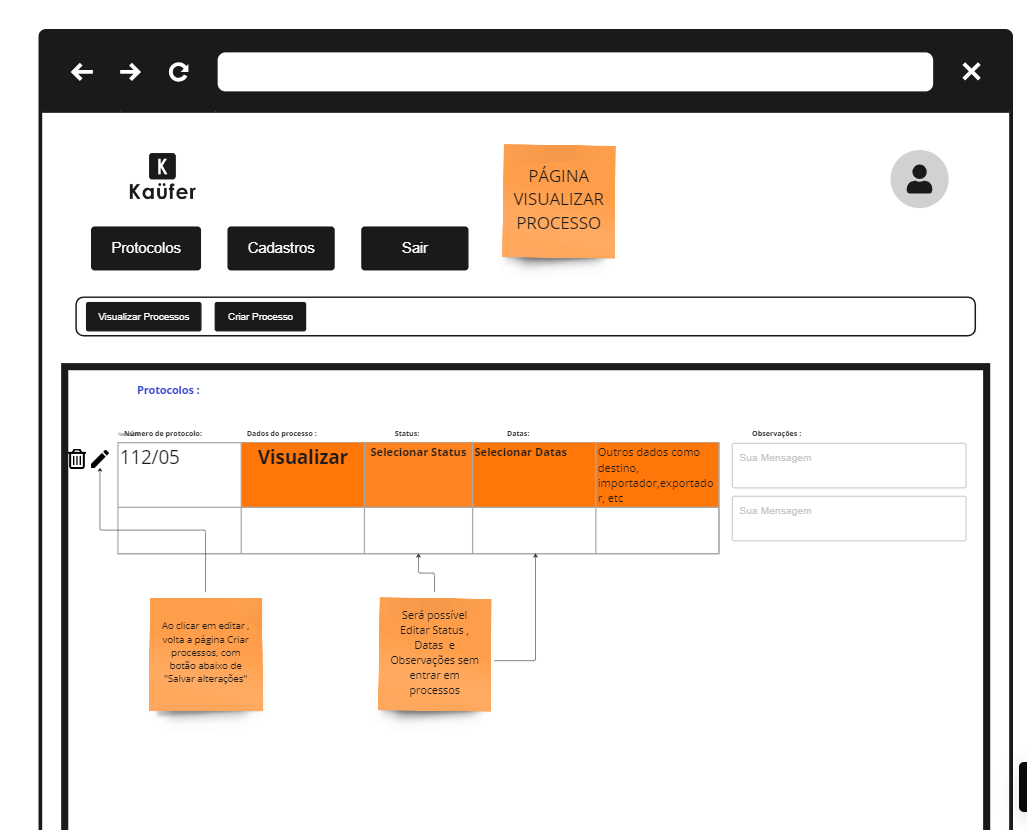 K
Kaüfer
PÁGINA
VISUALIZAR
PROCESSO
Protocolos
Cadastros
Sair
Visualizar Processos
Criar Processo
Protocolos :
Número de protocolo:
Dados do processo :
Status:
Datas:
Observações :
112/05
Visualizar
Selecionar Status
Selecionar Datas
Outros dados como
destino,
importador,exportado
r, etc
Sua Mensagem
Sua Mensagem
Ao clicar em editar ,
volta a página Criar
processos, com
botão abaixo de
"Salvar alterações"
Será possível
Editar Status ,
Datas e
Observações sem
entrar em
processos